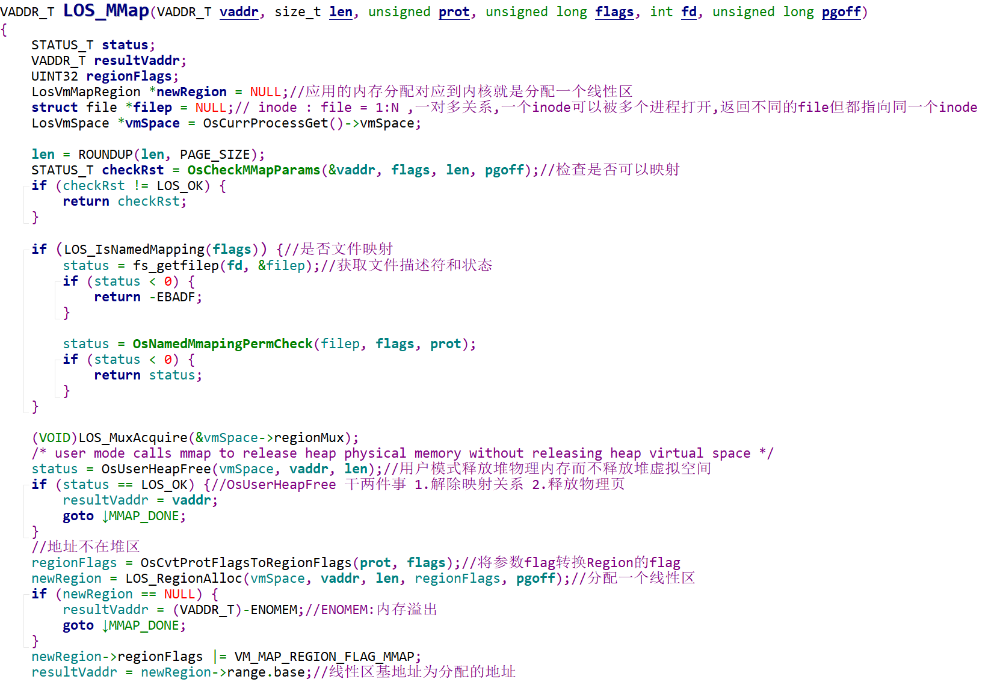 VADDR_T LOS_MMap(VADDR_T vaddr, size_t len, unsigned prot, unsigned long flags, int fd, unsigned long pgoff)
{
    STATUS_T status;
    VADDR_T resultVaddr;
    UINT32 regionFlags;
    LosVmMapRegion *newRegion = NULL;//应用的内存分配对应到内核就是分配一个线性区
    struct file *filep = NULL;// inode : file = 1:N ,一对多关系,一个inode可以被多个进程打开,返回不同的file但都指向同一个inode
    LosVmSpace *vmSpace = OsCurrProcessGet()->vmSpace;

    len = ROUNDUP(len, PAGE_SIZE);
    STATUS_T checkRst = OsCheckMMapParams(&vaddr, flags, len, pgoff);//检查是否可以映射
    if (checkRst != LOS_OK) {
        return checkRst;
    }

    if (LOS_IsNamedMapping(flags)) {//是否文件映射
        status = fs_getfilep(fd, &filep);//获取文件描述符和状态
        if (status < 0) {
            return -EBADF;
        }

        status = OsNamedMmapingPermCheck(filep, flags, prot);
        if (status < 0) {
            return status;
        }
    }

    (VOID)LOS_MuxAcquire(&vmSpace->regionMux);
    /* user mode calls mmap to release heap physical memory without releasing heap virtual space */
    status = OsUserHeapFree(vmSpace, vaddr, len);//用户模式释放堆物理内存而不释放堆虚拟空间
    if (status == LOS_OK) {//OsUserHeapFree 干两件事 1.解除映射关系 2.释放物理页
        resultVaddr = vaddr;
        goto ↓MMAP_DONE;
    }
    //地址不在堆区
    regionFlags = OsCvtProtFlagsToRegionFlags(prot, flags);//将参数flag转换Region的flag
    newRegion = LOS_RegionAlloc(vmSpace, vaddr, len, regionFlags, pgoff);//分配一个线性区
    if (newRegion == NULL) {
        resultVaddr = (VADDR_T)-ENOMEM;//ENOMEM:内存溢出
        goto ↓MMAP_DONE;
    }
    newRegion->regionFlags |= VM_MAP_REGION_FLAG_MMAP;
    resultVaddr = newRegion->range.base;//线性区基地址为分配的地址